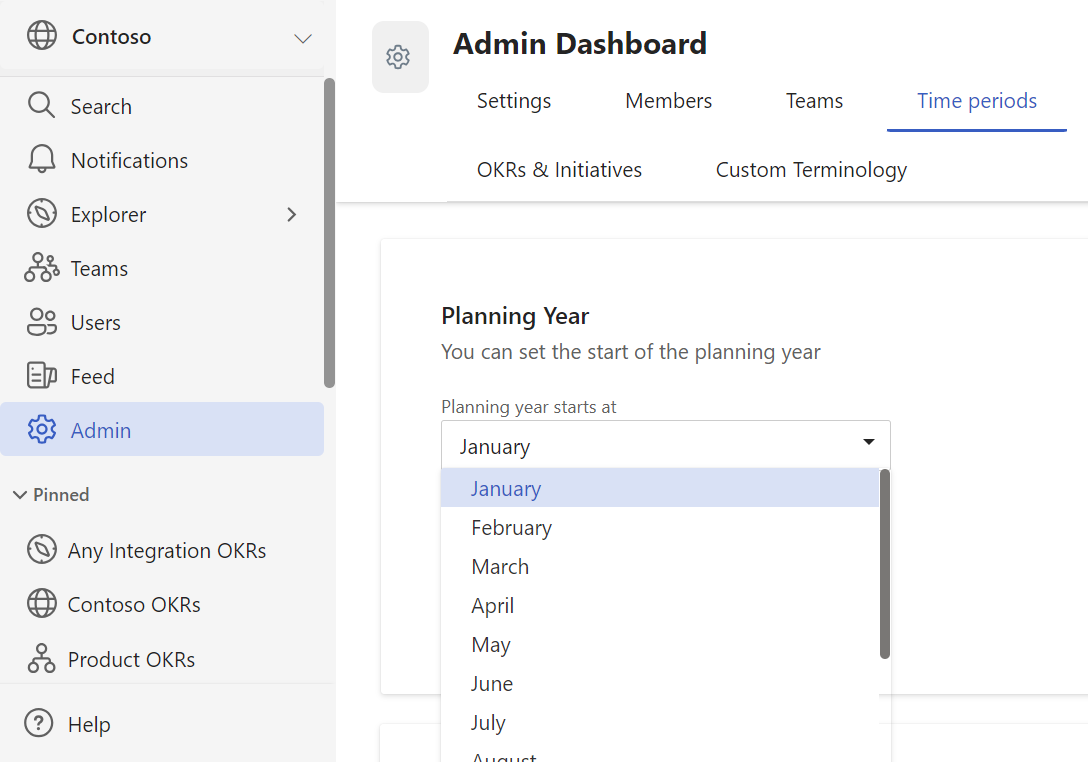 Contoso
Search
Notifications
Explorer
Teams
Users
Feed
Admin
Pinned
Any Integration OKRs
Contoso OKRs
Product OKRs
Help
Admin Dashboard
Settings
Members
Teams
Time periods
OKRs & Initiatives
Custom Terminology
Planning Year
You can set the start of the planning year
Planning year starts at
January
January
February
March
April
May
June
July
August